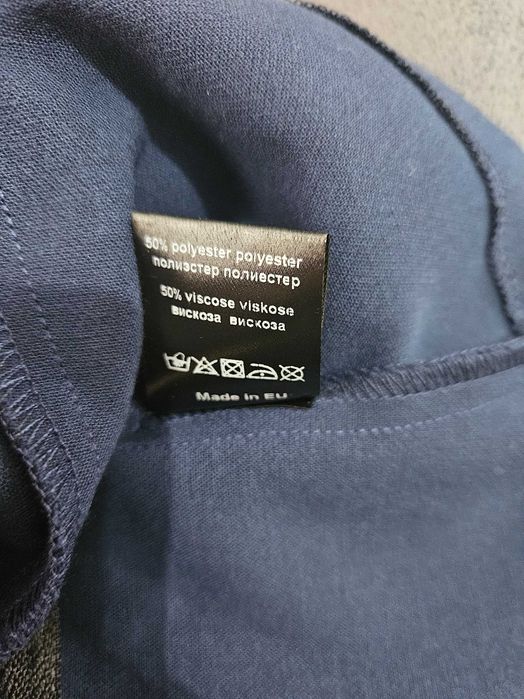 50% polyester polyester
полиэстер полиестер
50% viscose viskose
вискоза вискоза
Made in EU